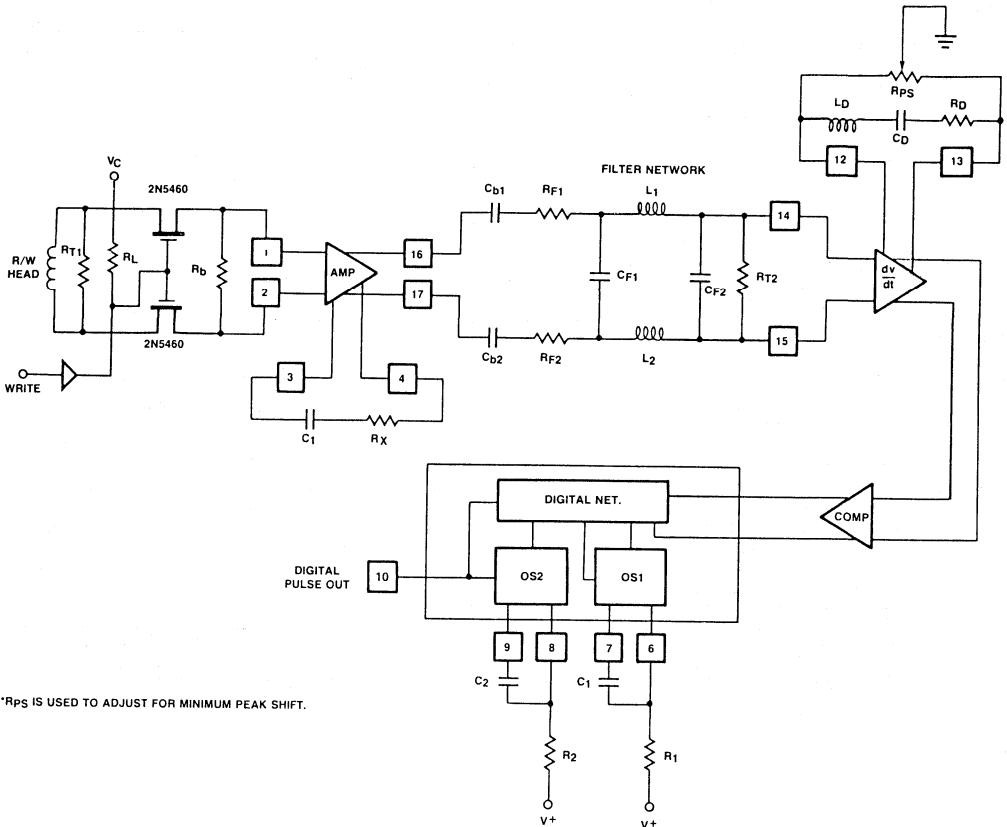 RPS
LD
CD
RD
12
13
VC
2N5460
R/W
HEAD
RT1
RL
Rb
2N5460
WRITE
1
2
AMP
16
17
3
4
C1
RX
FILTER NETWORK
Cb1
RF1
L1
CF1
CF2
RT2
Cb2
RF2
L2
14
15
dv
dt
COMP
DIGITAL NET.
OS2
OS1
DIGITAL
PULSE OUT
10
9
8
7
6
C2
C1
R2
R1
V+
V+
*RPS IS USED TO ADJUST FOR MINIMUM PEAK SHIFT.